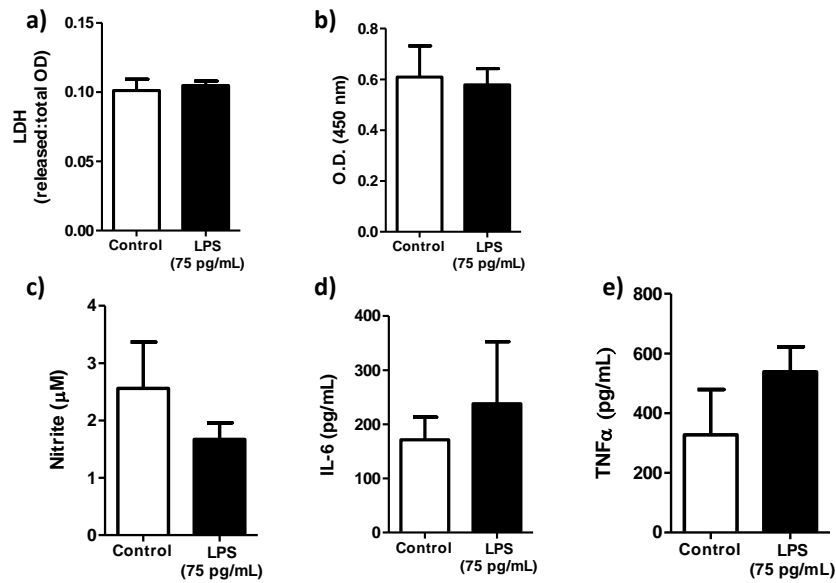 a)
LDH
(released:total OD)
0.15
0.10
0.05
0.00
Control
LPS
(75 pg/mL)
b)
O.D. (450 nm)
0.8
0.6
0.4
0.2
0.0
Control
LPS
(75 pg/mL)
c)
Nitrite (µM)
4
3
2
1
0
Control
LPS
(75 pg/mL)
d)
IL-6 (pg/mL)
400
300
200
100
0
Control
LPS
(75 pg/mL)
e)
TNFα (pg/mL)
800
600
400
200
0
Control
LPS
(75 pg/mL)